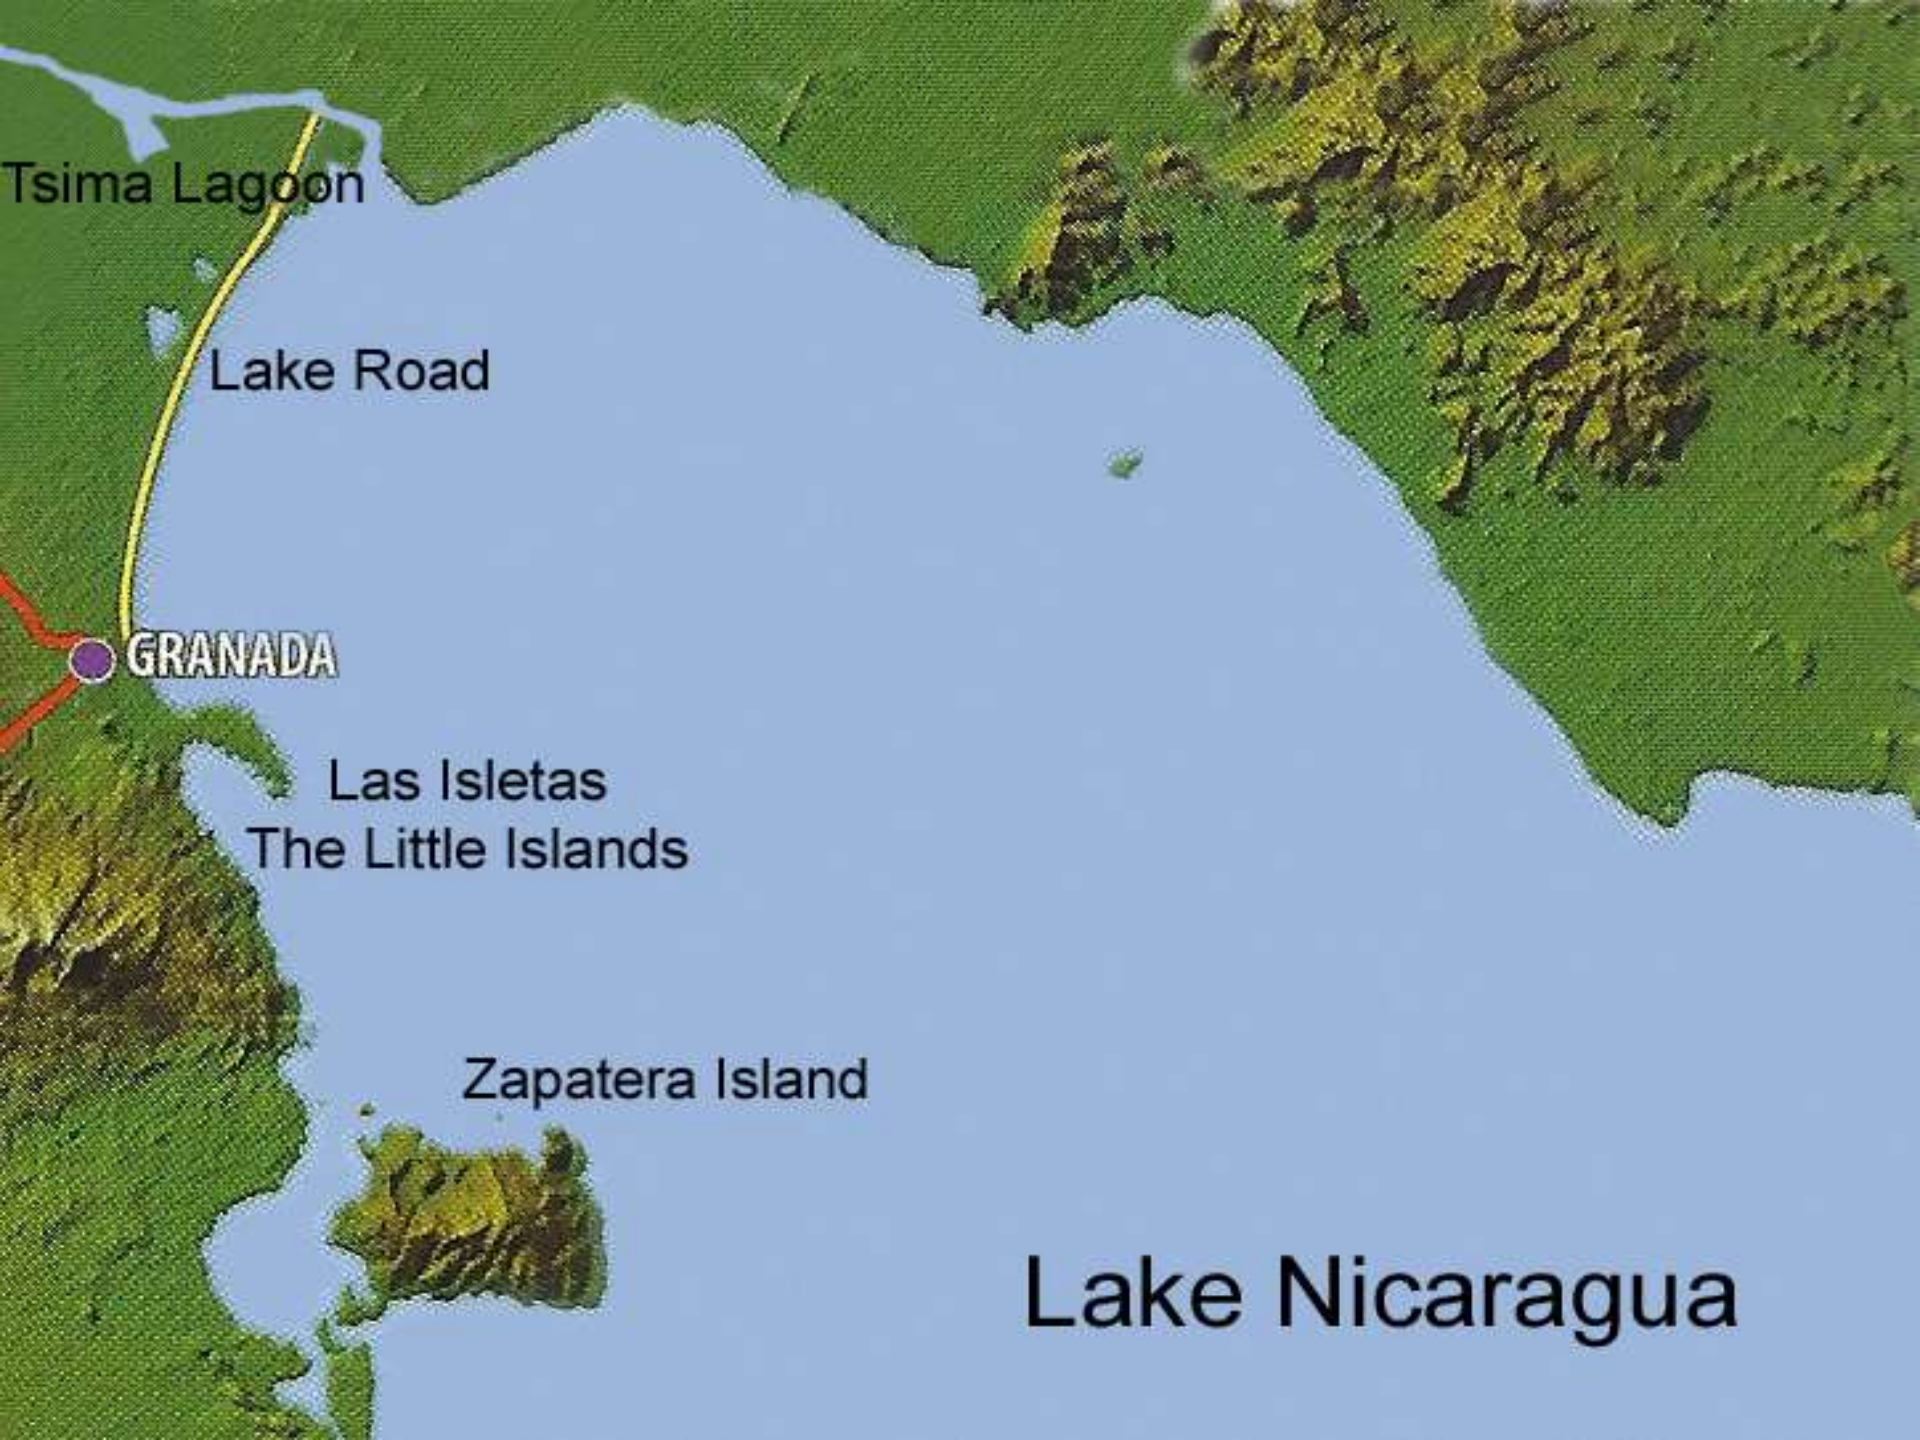 Tsima Lagoon
Lake Road
GRANADA
Las Isletas
The Little Islands
Zapatera Island
Lake Nicaragua